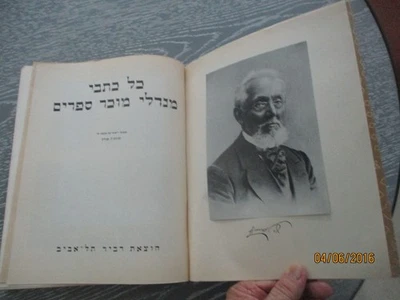 כל כתבי
מנדלי מוכר ספרים
הוצאת דביר תל־אביב
04/06/2016